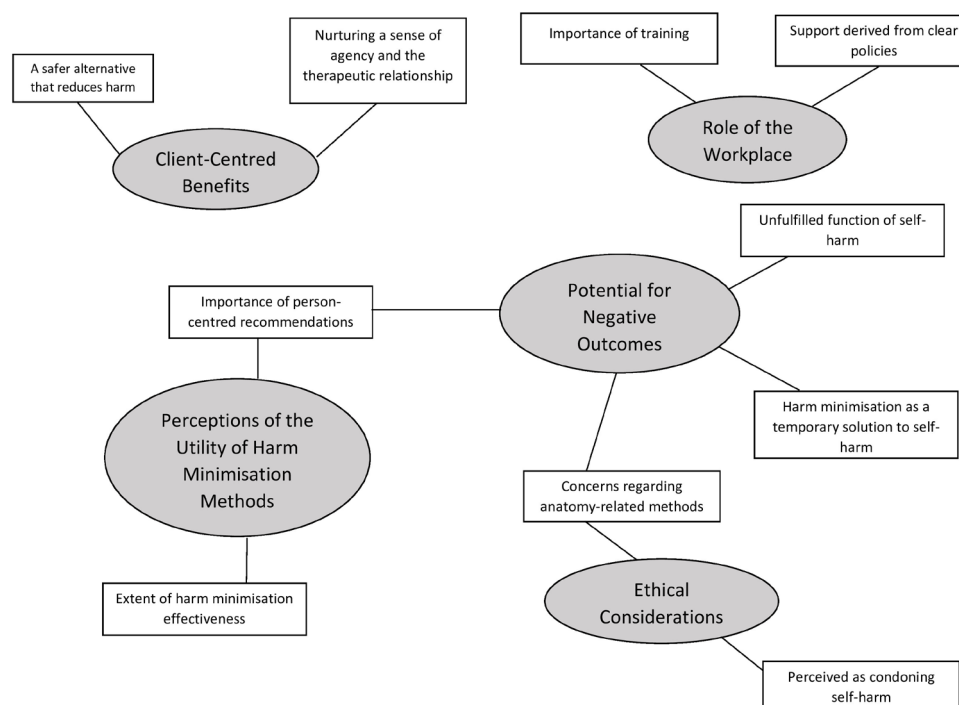 Nurturing a sense of
agency and the
therapeutic relationship
Importance of training
Support derived from clear
policies
A safer alternative
that reduces harm
Client-Centred
Benefits
Role of the
Workplace
Unfulfilled function of self-
harm
Importance of person-
centred recommendations
Potential for
Negative
Outcomes
Perceptions of the
Utility of Harm
Minimisation
Methods
Harm minimisation as a
temporary solution to self-
harm
Concerns regarding
anatomy-related methods
Extent of harm minimisation
effectiveness
Ethical
Considerations
Perceived as condoning
self-harm